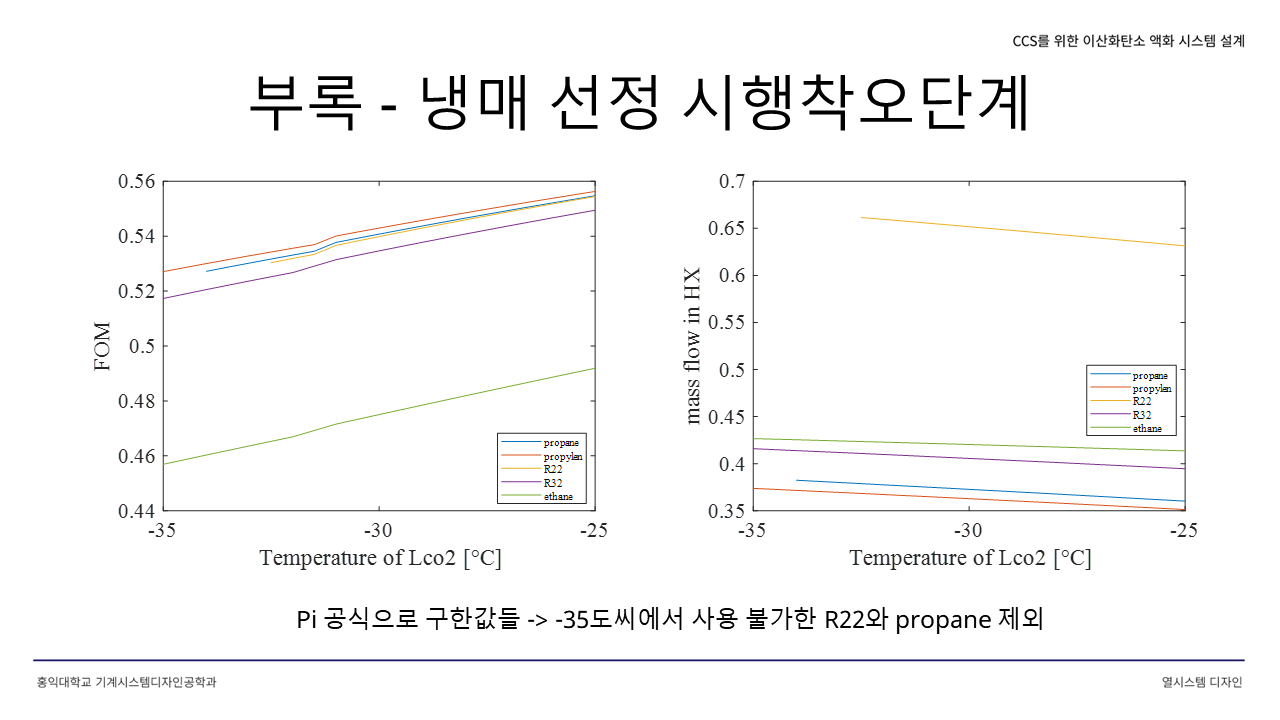 CCS를 위한 이산화탄소 액화 시스템 설계
부록 - 냉매 선정 시행착오단계
0.56
0.54
0.52
0.5
0.48
0.46
0.44
FOM
-35
-30
-25
Temperature of Lco2 [°C]
propane
propylen
R22
R32
ethane
0.7
0.65
0.6
0.55
0.5
0.45
0.4
0.35
mass flow in HX
-35
-30
-25
Temperature of Lco2 [°C]
propane
propylen
R22
R32
ethane
Pi 공식으로 구한값들 -> -35도씨에서 사용 불가한 R22와 propane 제외
홍익대학교 기계시스템디자인공학과
열시스템 디자인